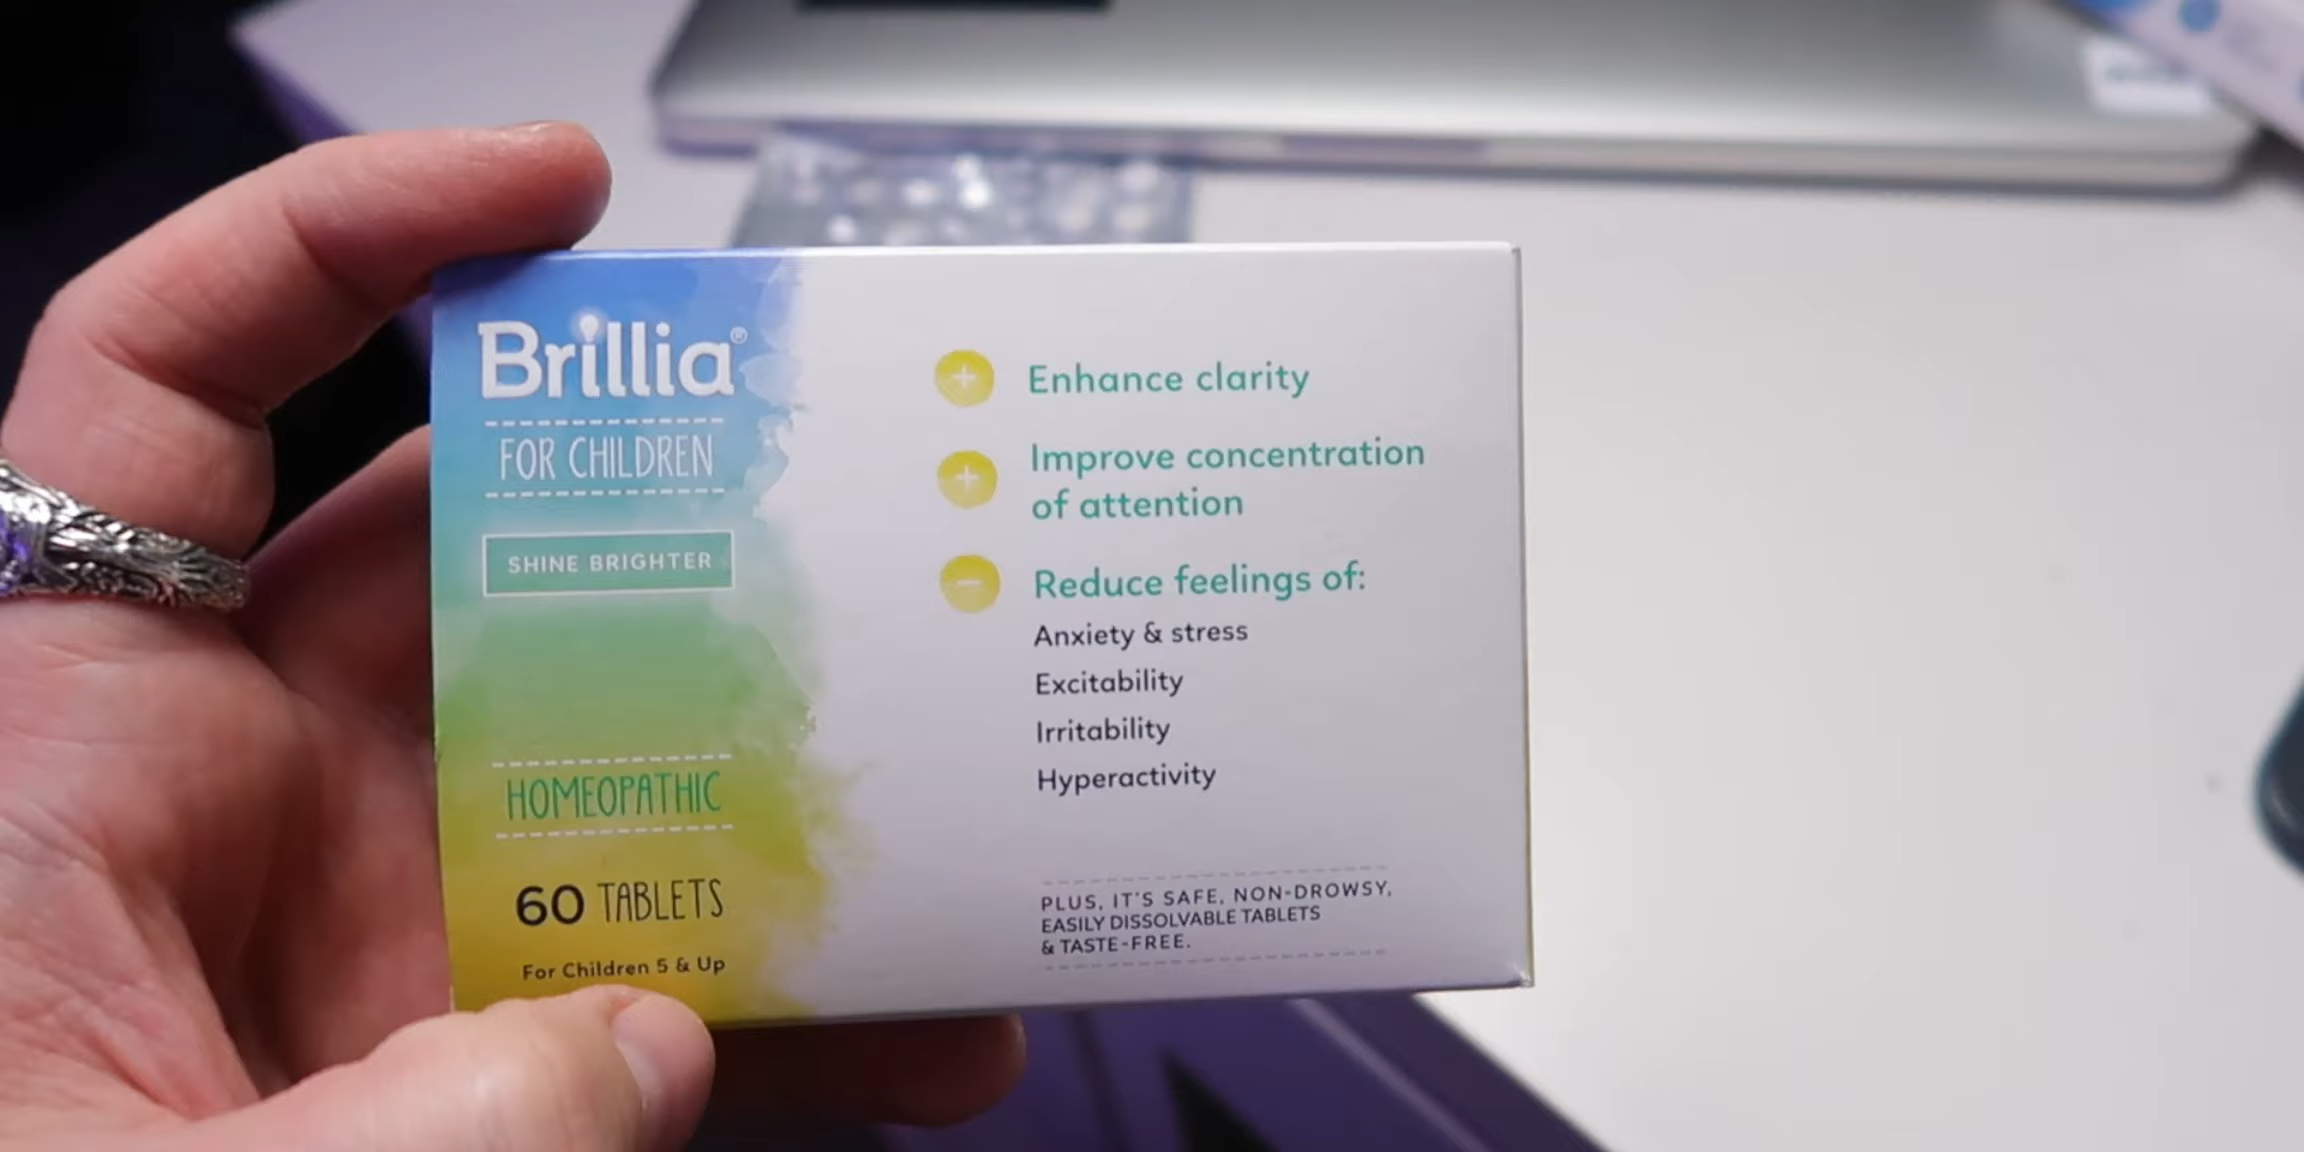 Brillia®
FOR CHILDREN
SHINE BRIGHTER
HOMEOPATHIC
60 TABLETS
For Children 5 & Up
Enhance clarity
Improve concentration
of attention
Reduce feelings of:
Anxiety & stress
Excitability
Irritability
Hyperactivity
PLUS, IT'S SAFE, NON-DROWSY,
EASILY DISSOLVABLE TABLETS
& TASTE-FREE.